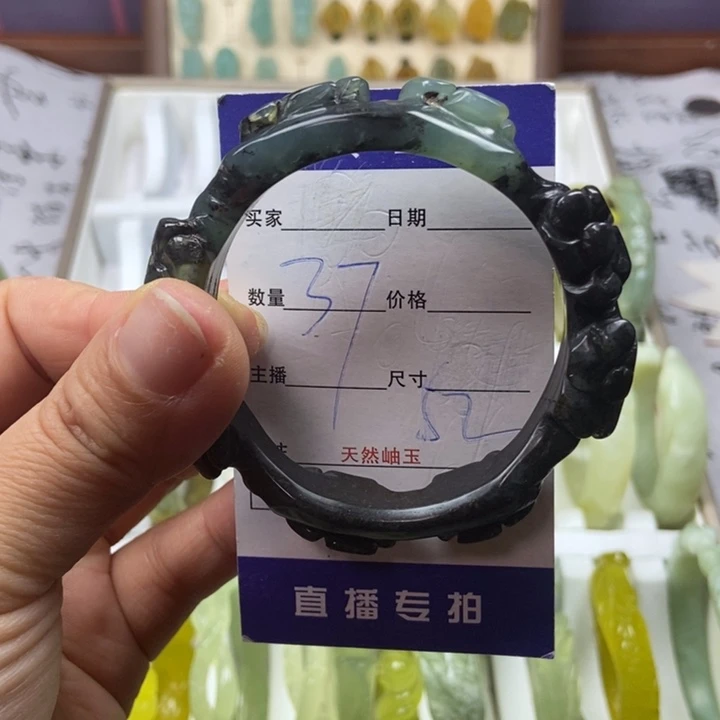 买家 日期
数量 37 价格
主播 尺寸 52
天然岫玉
直播专拍